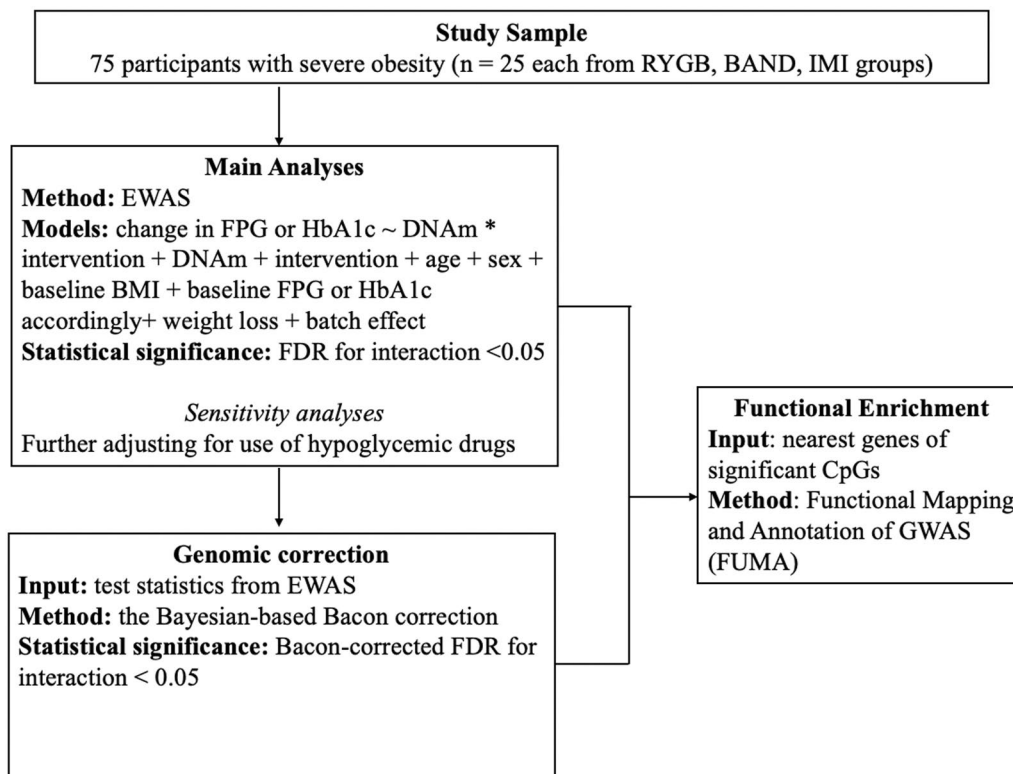 Study Sample
75 participants with severe obesity (n = 25 each from RYGB, BAND, IMI groups)
Main Analyses
Method: EWAS
Models: change in FPG or HbA1c ~ DNAm *
intervention + DNAm + intervention + age + sex +
baseline BMI + baseline FPG or HbA1c
accordingly+ weight loss + batch effect
Statistical significance: FDR for interaction <0.05
Sensitivity analyses
Further adjusting for use of hypoglycemic drugs
Genomic correction
Input: test statistics from EWAS
Method: the Bayesian-based Bacon correction
Statistical significance: Bacon-corrected FDR for
interaction < 0.05
Functional Enrichment
Input: nearest genes of
significant CpGs
Method: Functional Mapping
and Annotation of GWAS
(FUMA)